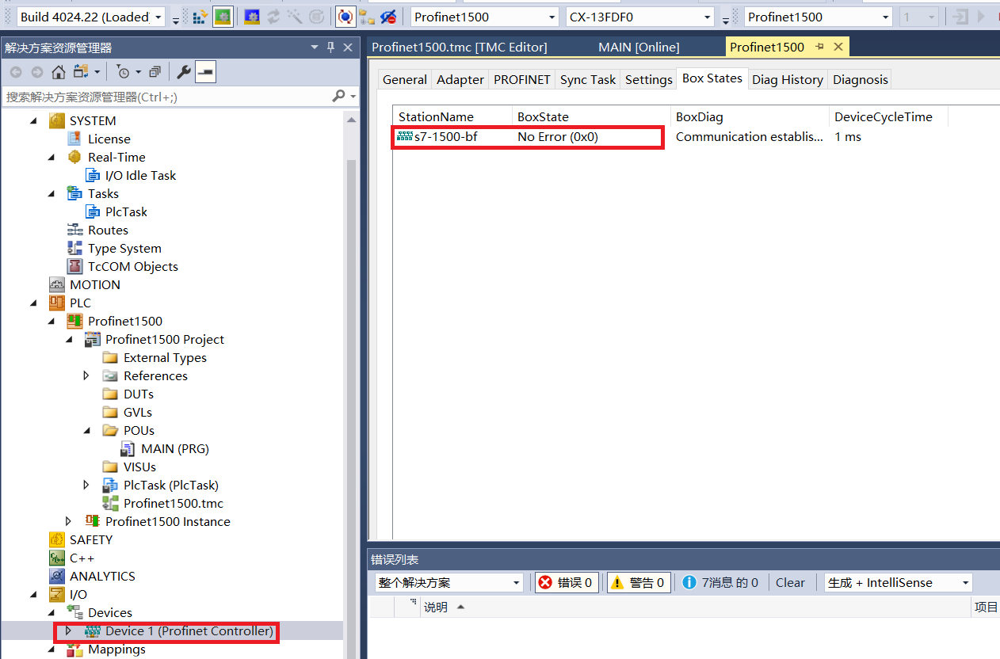 Build 4024.22 (Loaded)
Profinet1500
CX-13FDF0
Profinet1500
1
解决方案资源管理器
搜索解决方案资源管理器(Ctrl+;)
SYSTEM
License
Real-Time
I/O Idle Task
Tasks
PlcTask
Routes
Type System
TcCOM Objects
MOTION
PLC
Profinet1500
Profinet1500 Project
External Types
References
DUTs
GVLs
POUs
MAIN (PRG)
VISUs
PlcTask (PlcTask)
Profinet1500.tmc
Profinet1500 Instance
SAFETY
C++
ANALYTICS
I/O
Devices
Device 1 (Profinet Controller)
Mappings
Profinet1500.tmc [TMC Editor]
MAIN [Online]
Profinet1500
General Adapter PROFINET Sync Task Settings Box States Diag History Diagnosis
StationName BoxState BoxDiag DeviceCycleTime
s7-1500-bf No Error (0x0) Communication establis... 1 ms
错误列表
整个解决方案 错误 0 警告 0 7消息 的 0 Clear 生成 + IntelliSense
说明 项目